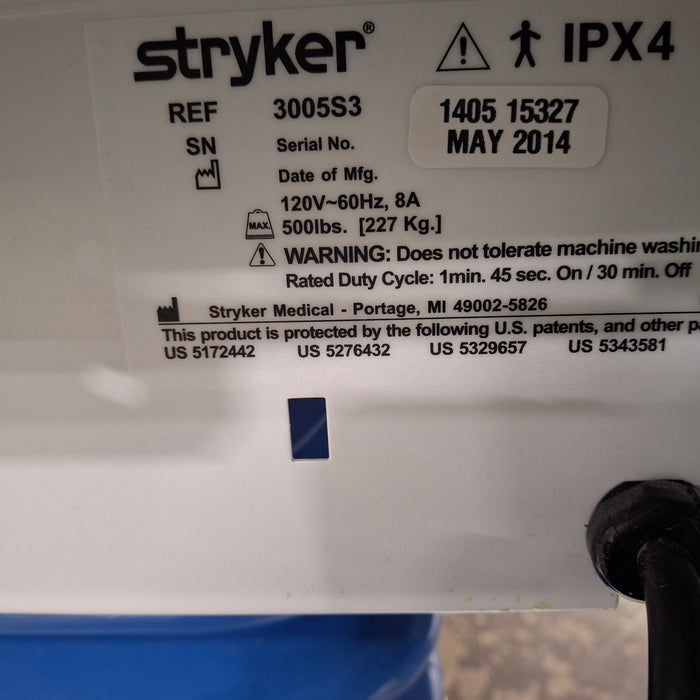 stryker®
IPX4
REF 3005S3
1405 15327
SN Serial No.
MAY 2014
Date of Mfg.
120V~60Hz, 8A
MAX. 500lbs. [227 Kg.]
WARNING: Does not tolerate machine
Rated Duty Cycle: 1min. 45 sec. On / 30 min. Off
Stryker Medical - Portage, MI 49002-5826
This product is protected by the following U.S. patents, and other
US 5172442 US 5276432 US 5329657 US 5343581